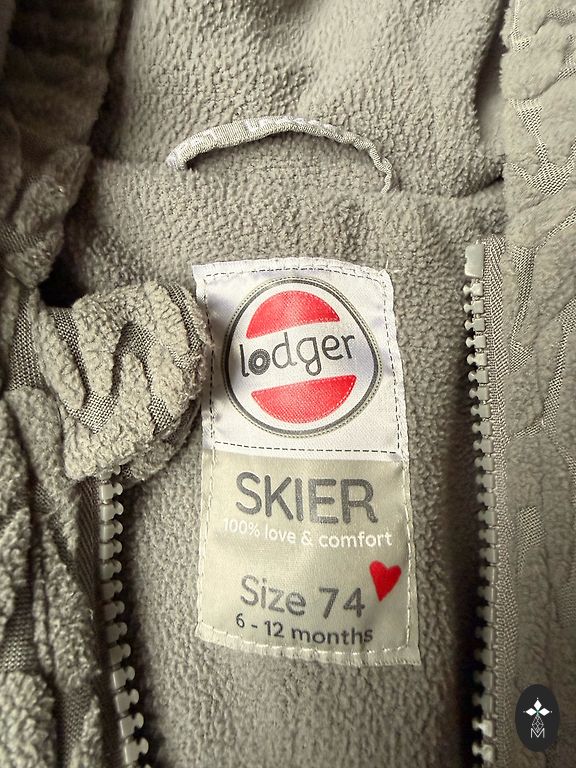 lodger
SKIER
100% love & comfort
Size 74
6 - 12 months